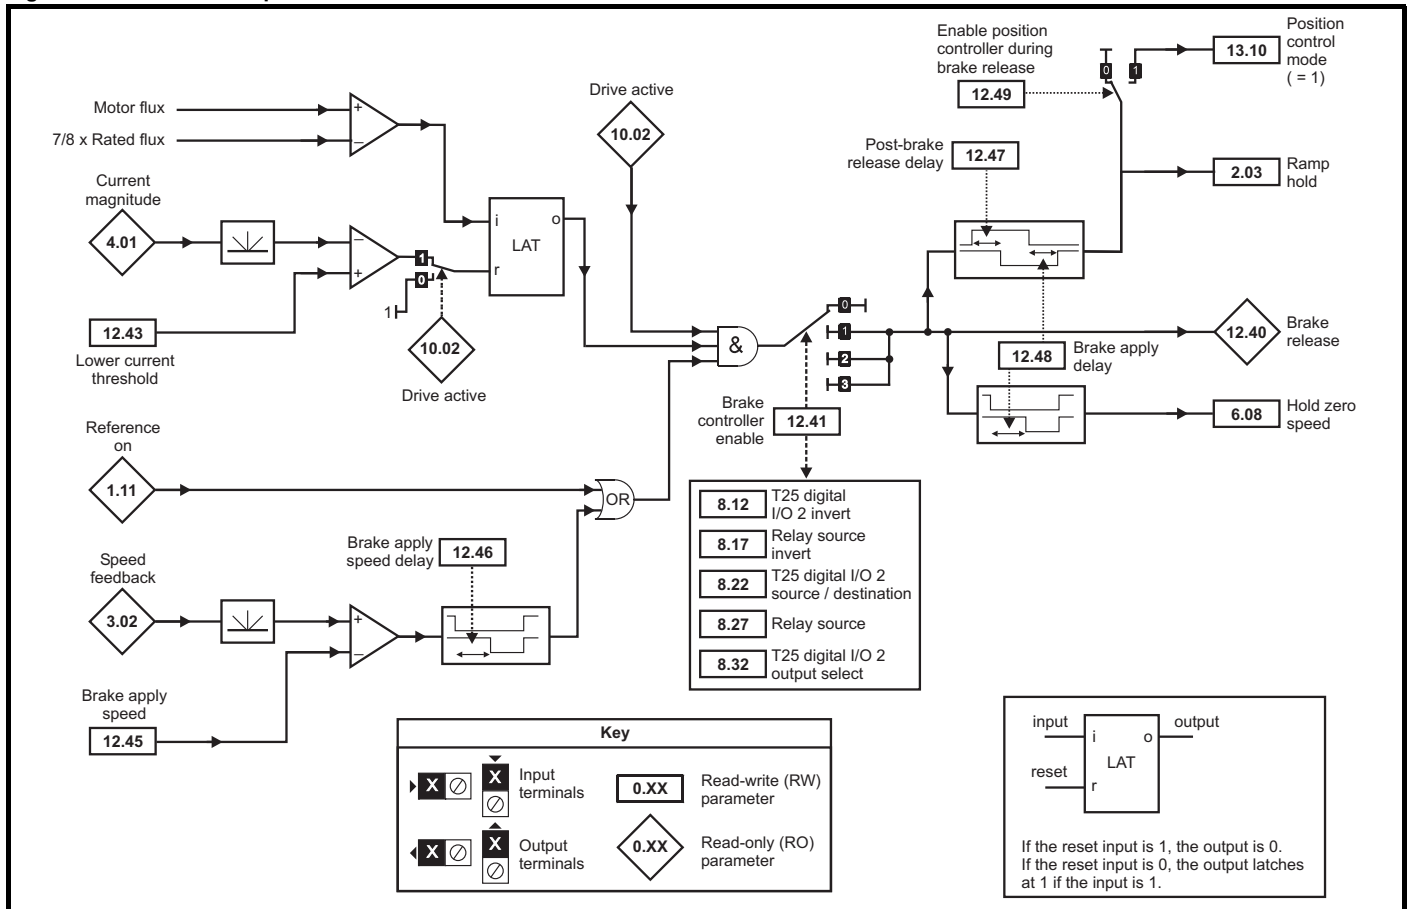 Enable position
controller during
brake release
12.49
0
1
13.10
Position
control
mode
( = 1)
Motor flux
7/8 x Rated flux
+
–
Drive active
10.02
Post-brake
release delay
12.47
2.03
Ramp
hold
Current
magnitude
4.01
–
+
1
0
1
i
o
LAT
r
12.43
Lower current
threshold
10.02
Drive active
&
0
1
2
3
12.40
Brake
release
12.48
Brake apply
delay
Brake
controller
enable
12.41
6.08
Hold zero
speed
Reference
on
1.11
OR
8.12
T25 digital
I/O 2 invert
8.17
Relay source
invert
8.22
T25 digital I/O 2
source / destination
8.27
Relay source
8.32
T25 digital I/O 2
output select
Brake apply
speed delay
12.46
Speed
feedback
3.02
+
–
Brake apply
speed
12.45
Key
X
X
Input
terminals
0.XX
Read-write (RW)
parameter
X
X
Output
terminals
0.XX
Read-only (RO)
parameter
input
output
i
o
LAT
reset
r
If the reset input is 1, the output is 0.
If the reset input is 0, the output latches
at 1 if the input is 1.